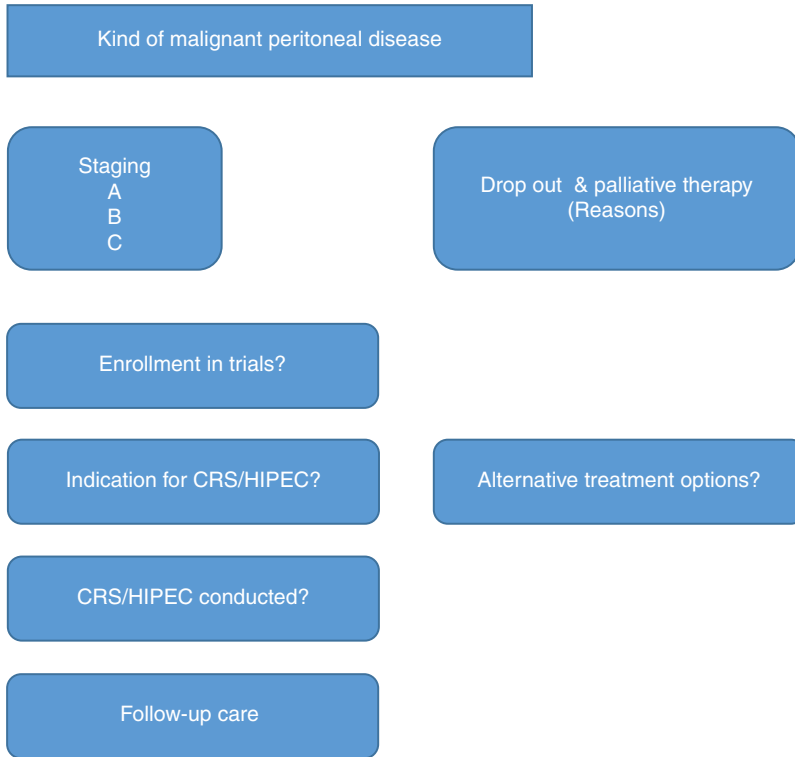 Kind of malignant peritoneal disease
Staging
A
B
C
Drop out & palliative therapy
(Reasons)
Enrollment in trials?
Indication for CRS/HIPEC?
Alternative treatment options?
CRS/HIPEC conducted?
Follow-up care